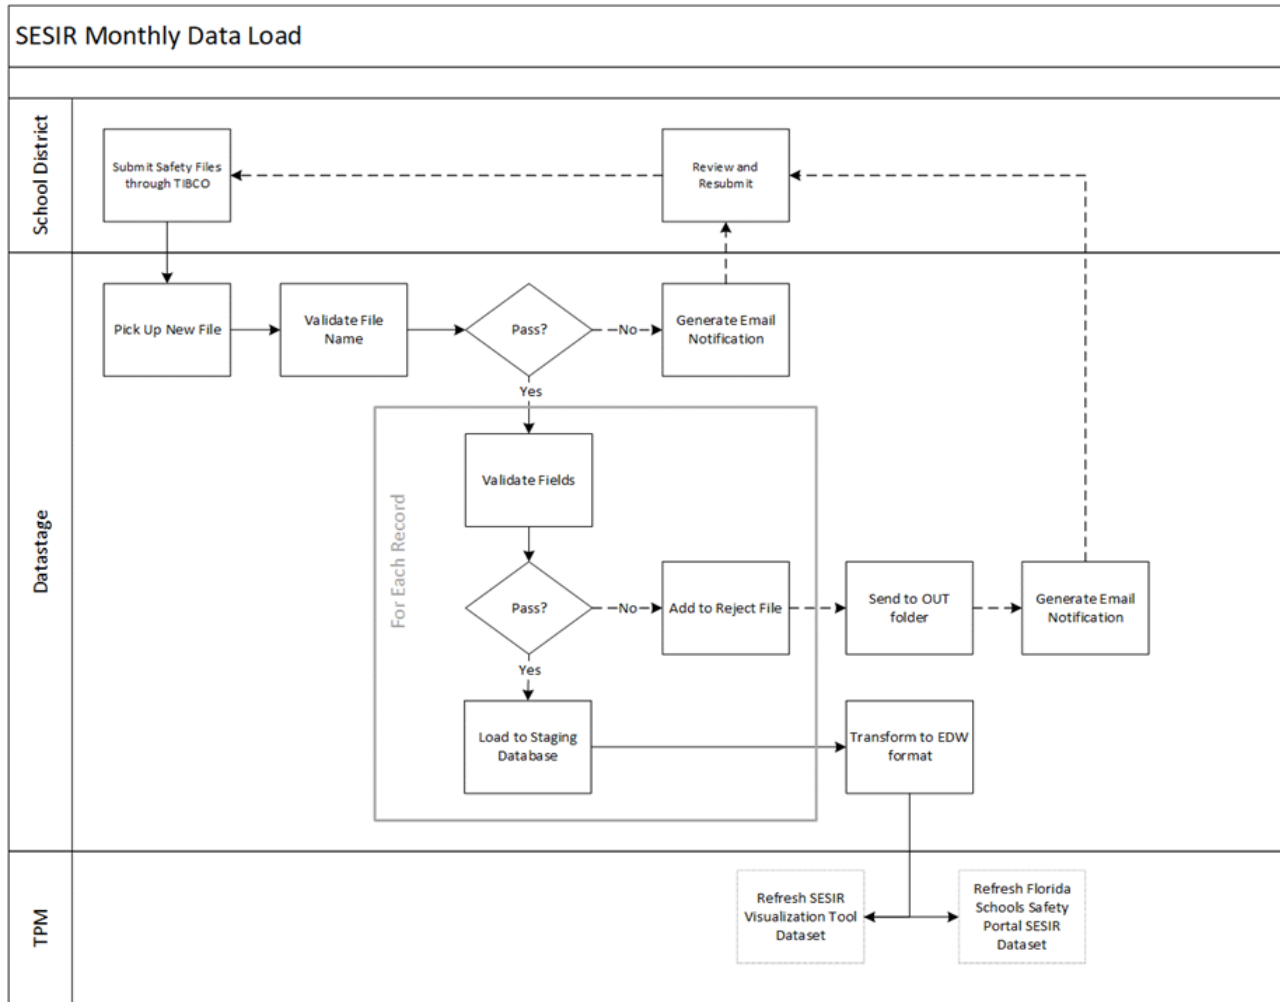 SESIR Monthly Data Load
School District
Submit Safety Files
through TIBCO
Review and
Resubmit
Datastage
Pick Up New File
Validate File
Name
Pass?
No
Generate Email
Notification
Yes
For Each Record
Validate Fields
Pass?
No
Add to Reject File
Send to OUT
folder
Generate Email
Notification
Yes
Load to Staging
Database
Transform to EDW
format
TPM
Refresh SESIR
Visualization Tool
Dataset
Refresh Florida
Schools Safety
Portal SESIR
Dataset